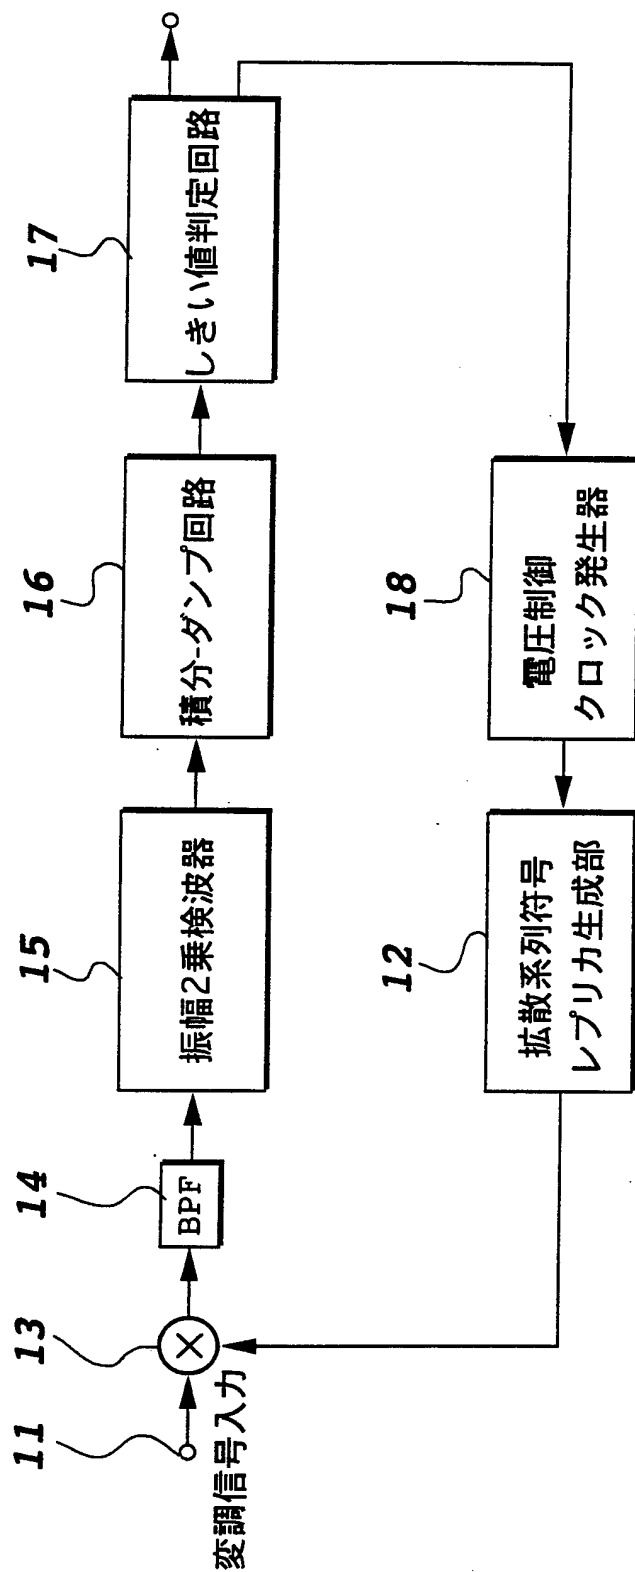 11
変調信号入力
13
×
14
BPF
15
振幅2乗検波器
16
積分-ダンプ回路
17
しきい値判定回路
12
拡散系列符号
レプリカ生成部
18
電圧制御
クロック発生器